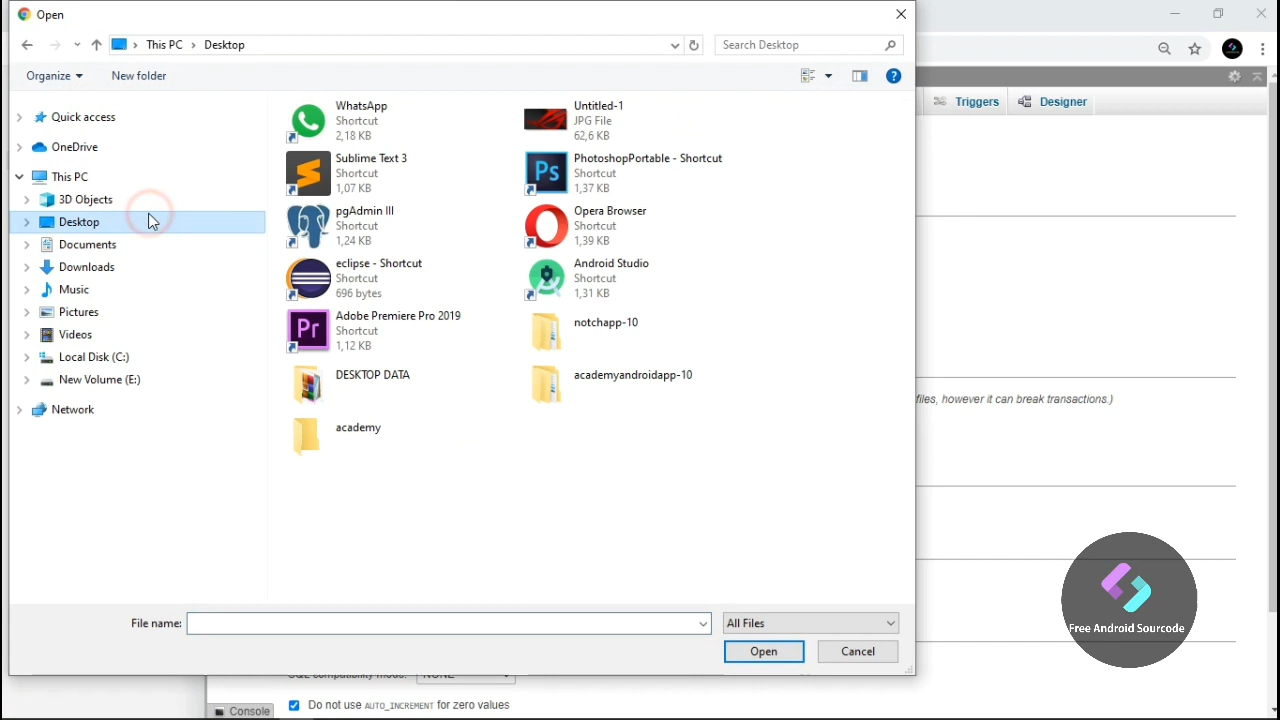 Open
This PC
Desktop
Search Desktop
Organize
New folder
Triggers
Designer
Quick access
OneDrive
This PC
3D Objects
Desktop
Documents
Downloads
Music
Pictures
Videos
Local Disk (C:)
New Volume (E:)
Network
WhatsApp
Shortcut
2,18 KB
Untitled-1
JPG File
62,6 KB
Sublime Text 3
Shortcut
1,07 KB
PhotoshopPortable - Shortcut
Shortcut
1,37 KB
pgAdmin III
Shortcut
1,24 KB
Opera Browser
Shortcut
1,39 KB
eclipse - Shortcut
Shortcut
696 bytes
Android Studio
Shortcut
1,31 KB
Adobe Premiere Pro 2019
Shortcut
1,12 KB
notchapp-10
DESKTOP DATA
academyandroidapp-10
academy
files, however it can break transactions.)
File name:
All Files
Open
Cancel
Free Android Sourcode
SQL compatibility mode:
NONE
Do not use AUTO_INCREMENT for zero values
Console